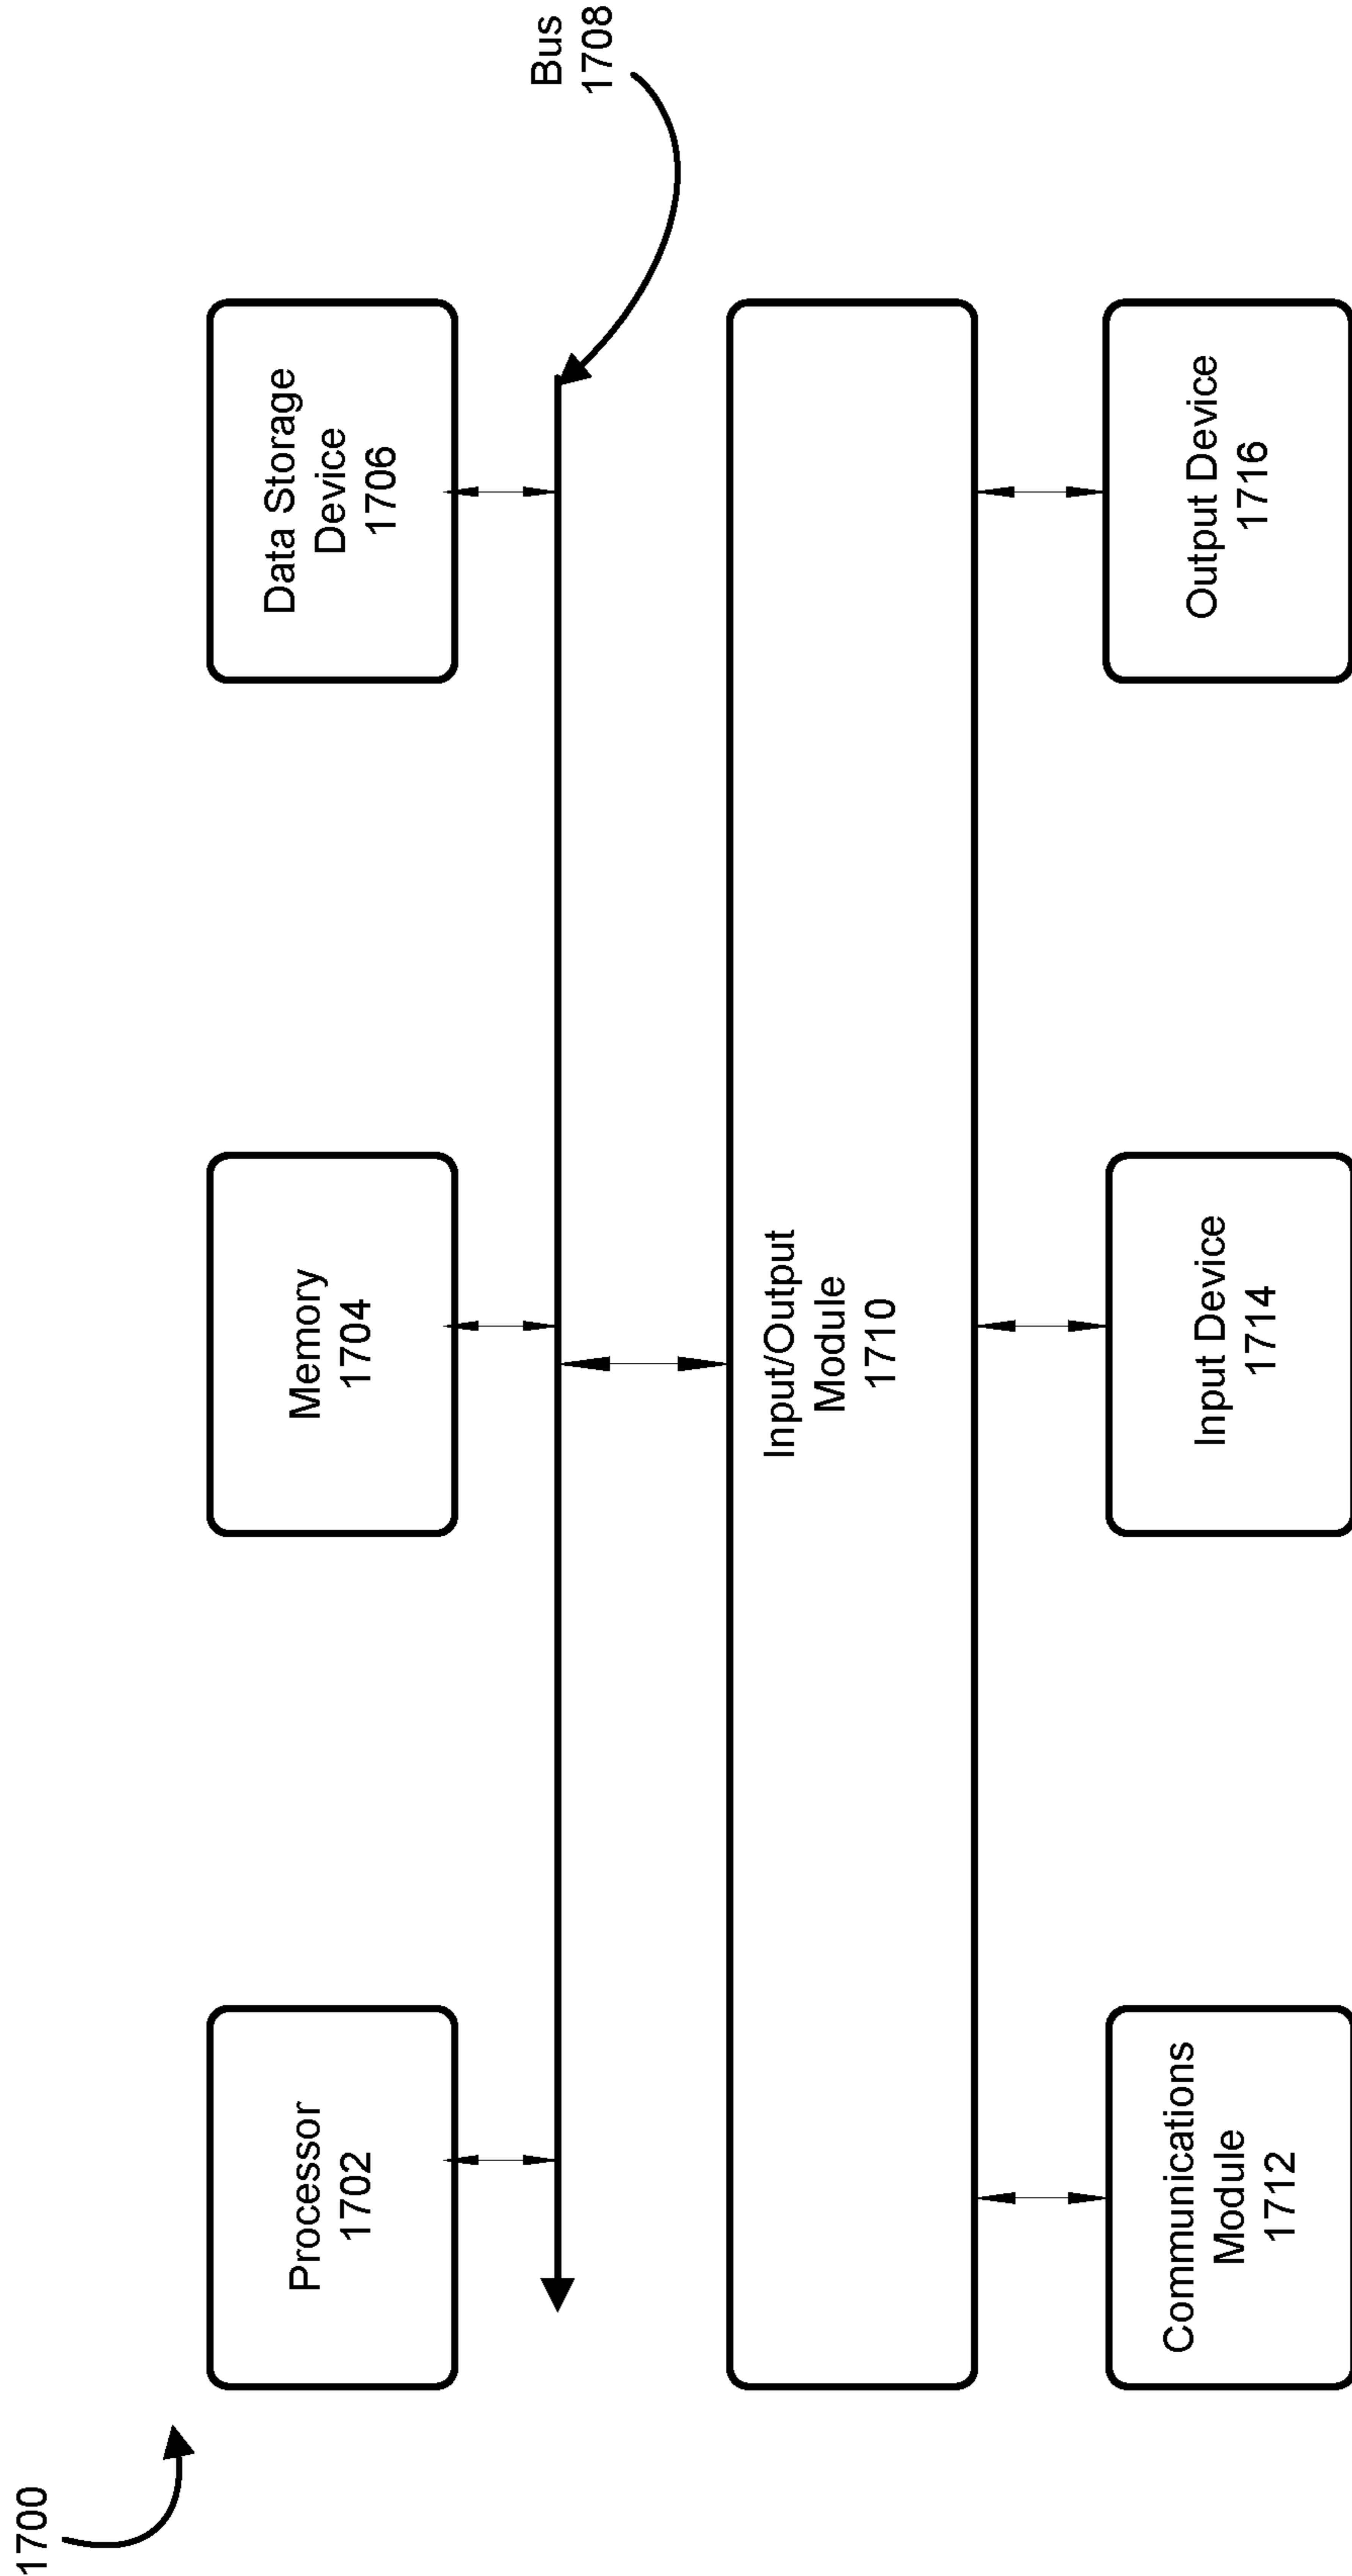 1700
Processor
1702
Memory
1704
Data Storage
Device
1706
Bus
1708
Input/Output
Module
1710
Communications
Module
1712
Input Device
1714
Output Device
1716